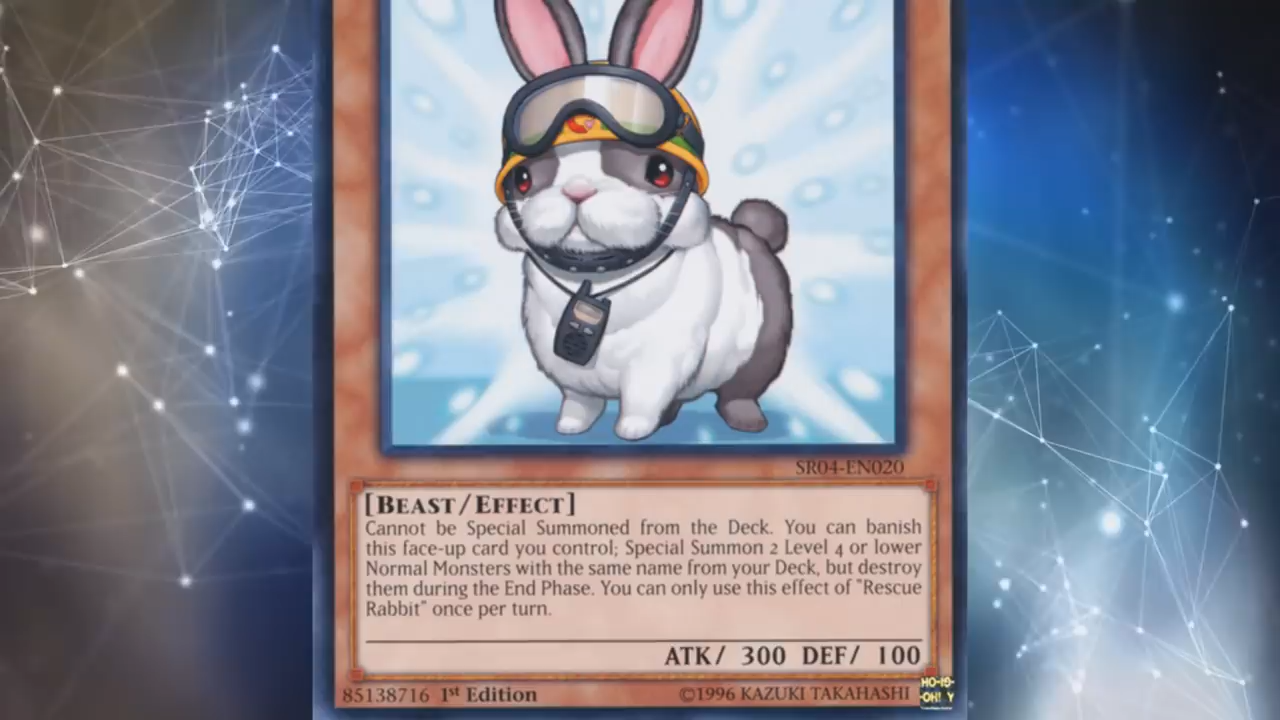 SR04-EN020
[BEAST/EFFECT]
Cannot be Special Summoned from the Deck. You can banish
this face-up card you control; Special Summon 2 Level 4 or lower
Normal Monsters with the same name from your Deck, but destroy
them during the End Phase. You can only use this effect of "Rescue
Rabbit" once per turn.
ATK/ 300 DEF/ 100
85138716 1st Edition ©1996 KAZUKI TAKAHASHI